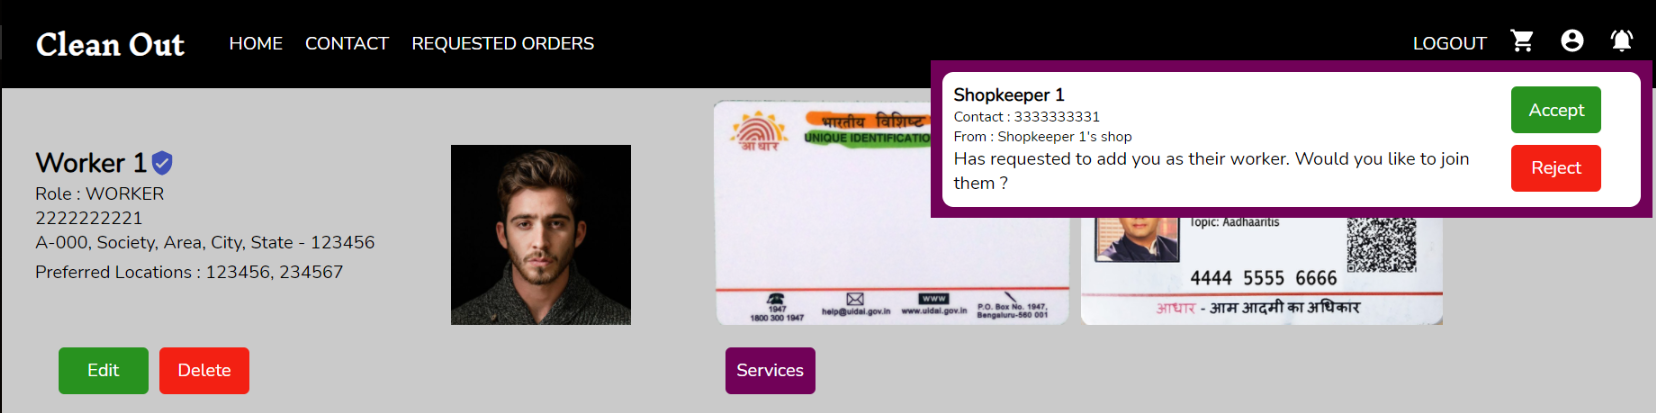 Clean Out HOME CONTACT REQUESTED ORDERS LOGOUT
Shopkeeper 1
Contact : 3333333331
From : Shopkeeper 1's shop
Has requested to add you as their worker. Would you like to join
them ?
Accept
Reject
Worker 1
Role : WORKER
2222222221
A-000, Society, Area, City, State - 123456
Preferred Locations : 123456, 234567
भारतीय विशिष्ट
UNIQUE IDENTIFICATIO
आधार
1947
1800 300 1947
help@uidai.gov.in
www
www.uidai.gov.in
P.O. Box No. 1947,
Bengaluru-560 001
Topic: Aadhaaritis
4444 5555 6666
आधार - आम आदमी का अधिकार
Edit Delete Services